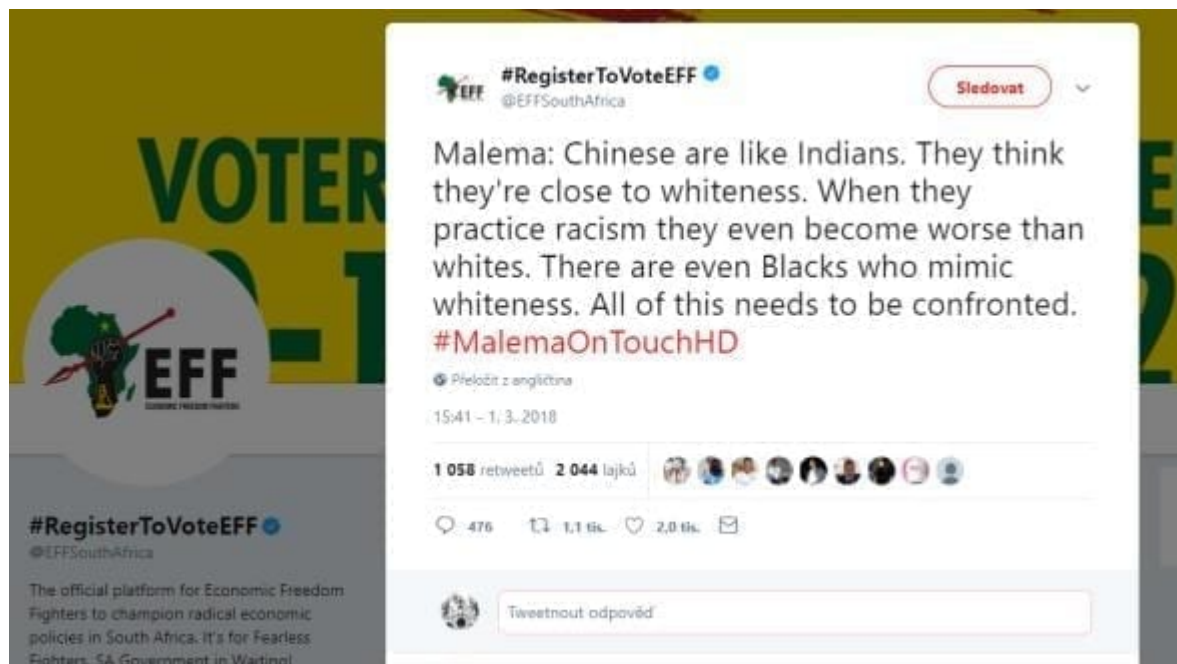 VOTER
#RegisterToVoteEFF
@EFFSouthAfrica
Sledovat
Malema: Chinese are like Indians. They think
they're close to whiteness. When they
practice racism they even become worse than
whites. There are even Blacks who mimic
whiteness. All of this needs to be confronted.
#MalemaOnTouchHD
Přeložit z angličtina
15:41 – 1. 3. 2018
1 058 retweetů 2 044 lajků
476 1,1 tis. 2,0 tis.
Tweetnout odpověď
EFF
EFF
ECONOMIC FREEDOM FIGHTERS
#RegisterToVoteEFF
@EFFSouthAfrica
The official platform for Economic Freedom
Fighters to champion radical economic
policies in South Africa. It's for Fearless
Fighters. SA Government in Waiting!